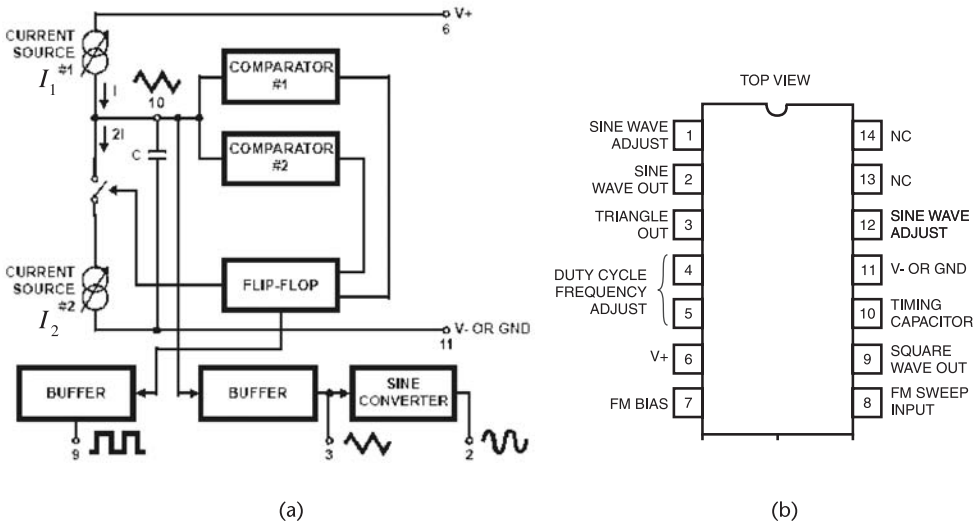 V+
6
CURRENT
SOURCE
#1
I₁
I
10
2I
C
COMPARATOR
#1
COMPARATOR
#2
FLIP-FLOP
CURRENT
SOURCE
#2
I₂
V- OR GND
11
BUFFER
BUFFER
SINE
CONVERTER
9
3
2
(a)
TOP VIEW
SINE WAVE
ADJUST
1
14
NC
SINE
WAVE OUT
2
13
NC
TRIANGLE
OUT
3
12
SINE WAVE
ADJUST
DUTY CYCLE
FREQUENCY
ADJUST
4
5
11
V- OR GND
10
TIMING
CAPACITOR
V+
6
9
SQUARE
WAVE OUT
FM BIAS
7
8
FM SWEEP
INPUT
(b)